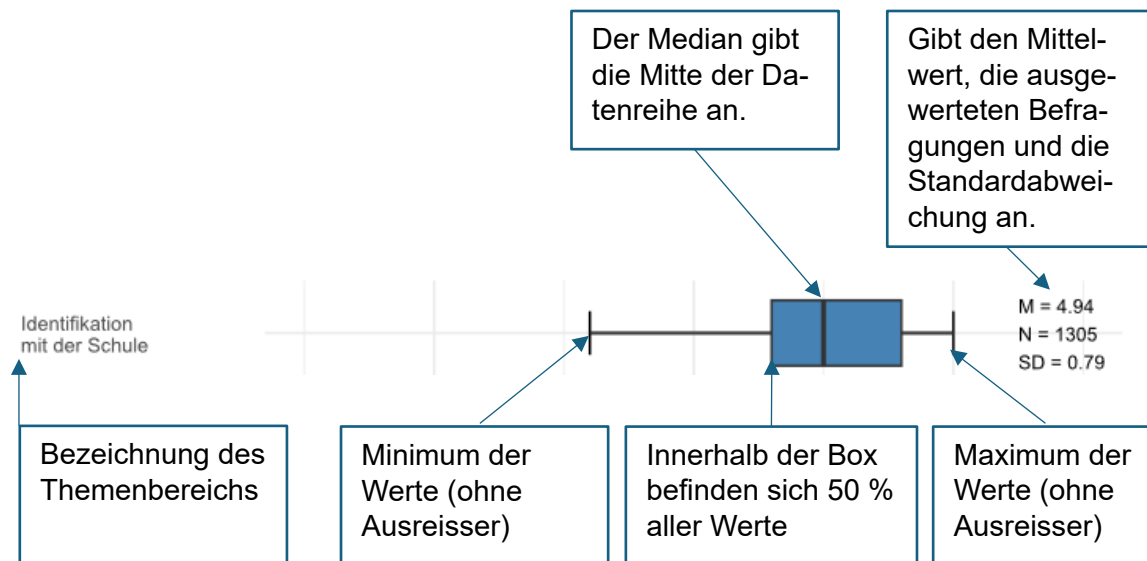 Der Median gibt
die Mitte der Da-
tenreihe an.
Gibt den Mittel-
wert, die ausge-
werteten Befra-
gungen und die
Standardabwei-
chung an.
Identifikation
mit der Schule
M = 4.94
N = 1305
SD = 0.79
Bezeichnung des
Themenbereichs
Minimum der
Werte (ohne
Ausreisser)
Innerhalb der Box
befinden sich 50 %
aller Werte
Maximum der
Werte (ohne
Ausreisser)